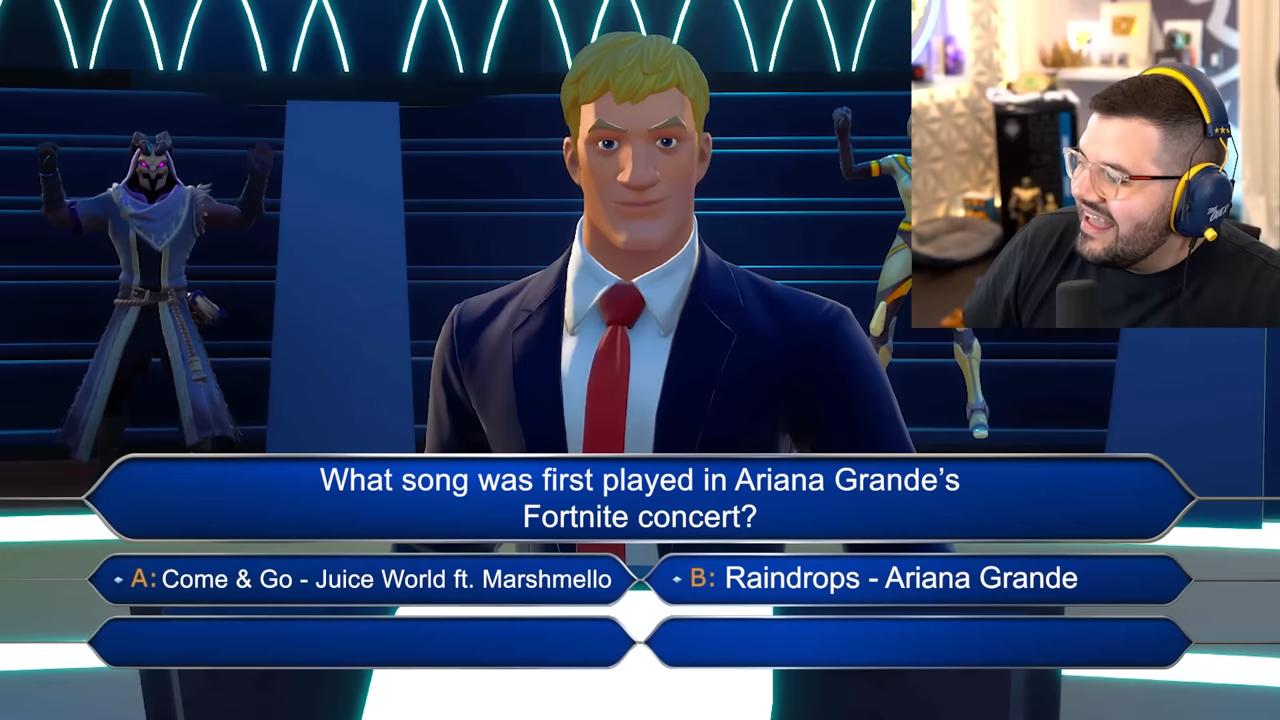 What song was first played in Ariana Grande’s
Fortnite concert?
A: Come & Go - Juice World ft. Marshmello
B: Raindrops - Ariana Grande